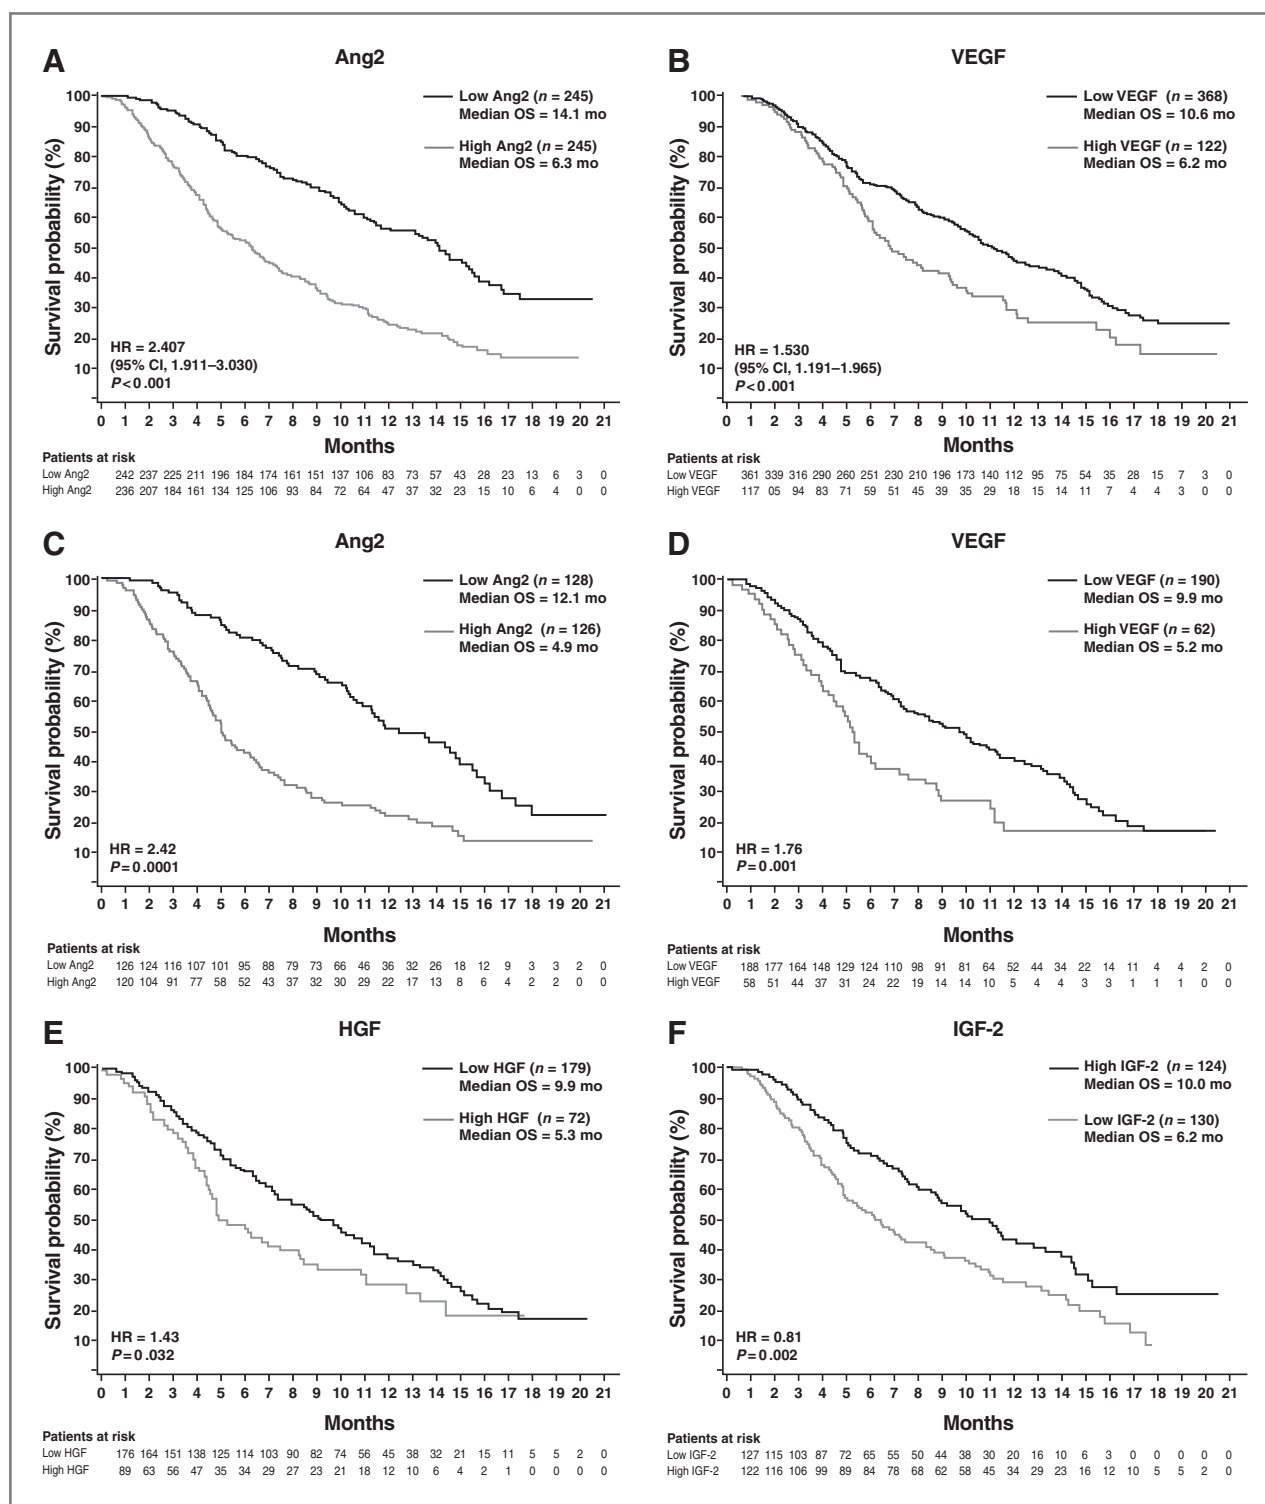 A
Ang2
Low Ang2 (n = 245)
Median OS = 14.1 mo
High Ang2 (n = 245)
Median OS = 6.3 mo
Survival probability (%)
100
90
80
70
60
50
40
30
20
10
HR = 2.407
(95% CI, 1.911–3.030)
P < 0.001
0 1 2 3 4 5 6 7 8 9 10 11 12 13 14 15 16 17 18 19 20 21
Months
Patients at risk
Low Ang2 242 237 225 211 196 184 174 161 151 137 106 83 73 57 43 28 23 13 6 3 0
High Ang2 236 207 184 161 134 125 106 93 84 72 64 47 37 32 23 15 10 6 4 0 0
B
VEGF
Low VEGF (n = 368)
Median OS = 10.6 mo
High VEGF (n = 122)
Median OS = 6.2 mo
Survival probability (%)
100
90
80
70
60
50
40
30
20
10
HR = 1.530
(95% CI, 1.191–1.965)
P < 0.001
0 1 2 3 4 5 6 7 8 9 10 11 12 13 14 15 16 17 18 19 20 21
Months
Patients at risk
Low VEGF 361 339 316 290 260 251 230 210 196 173 140 112 95 75 54 35 28 15 7 3 0
High VEGF 117 05 94 83 71 59 51 45 39 35 29 18 15 14 11 7 4 4 3 0 0
C
Ang2
Low Ang2 (n = 128)
Median OS = 12.1 mo
High Ang2 (n = 126)
Median OS = 4.9 mo
Survival probability (%)
100
90
80
70
60
50
40
30
20
10
HR = 2.42
P = 0.0001
0 1 2 3 4 5 6 7 8 9 10 11 12 13 14 15 16 17 18 19 20 21
Months
Patients at risk
Low Ang2 126 124 116 107 101 95 88 79 73 66 46 36 32 26 18 12 9 3 3 2 0
High Ang2 120 104 91 77 58 52 43 37 32 30 29 22 17 13 8 6 4 2 2 0 0
D
VEGF
Low VEGF (n = 190)
Median OS = 9.9 mo
High VEGF (n = 62)
Median OS = 5.2 mo
Survival probability (%)
100
90
80
70
60
50
40
30
20
10
HR = 1.76
P = 0.001
0 1 2 3 4 5 6 7 8 9 10 11 12 13 14 15 16 17 18 19 20 21
Months
Patients at risk
Low VEGF 188 177 164 148 129 124 110 98 91 81 64 52 44 34 22 14 11 4 4 2 0
High VEGF 58 51 44 37 31 24 22 19 14 14 10 5 4 4 3 3 1 1 1 0 0
E
HGF
Low HGF (n = 179)
Median OS = 9.9 mo
High HGF (n = 72)
Median OS = 5.3 mo
Survival probability (%)
100
90
80
70
60
50
40
30
20
10
HR = 1.43
P = 0.032
0 1 2 3 4 5 6 7 8 9 10 11 12 13 14 15 16 17 18 19 20 21
Months
Patients at risk
Low HGF 176 164 151 138 125 114 103 90 82 74 56 45 38 32 21 15 11 5 5 2 0
High HGF 89 63 56 47 35 34 29 27 23 21 18 12 10 6 4 2 1 0 0 0 0
F
IGF-2
High IGF-2 (n = 124)
Median OS = 10.0 mo
Low IGF-2 (n = 130)
Median OS = 6.2 mo
Survival probability (%)
100
90
80
70
60
50
40
30
20
10
HR = 0.81
P = 0.002
0 1 2 3 4 5 6 7 8 9 10 11 12 13 14 15 16 17 18 19 20 21
Months
Patients at risk
Low IGF-2 127 115 103 87 72 65 55 50 44 38 30 20 16 10 6 3 0 0 0 0 0
High IGF-2 122 116 106 99 89 84 78 68 62 58 45 34 29 23 16 12 10 5 5 2 0